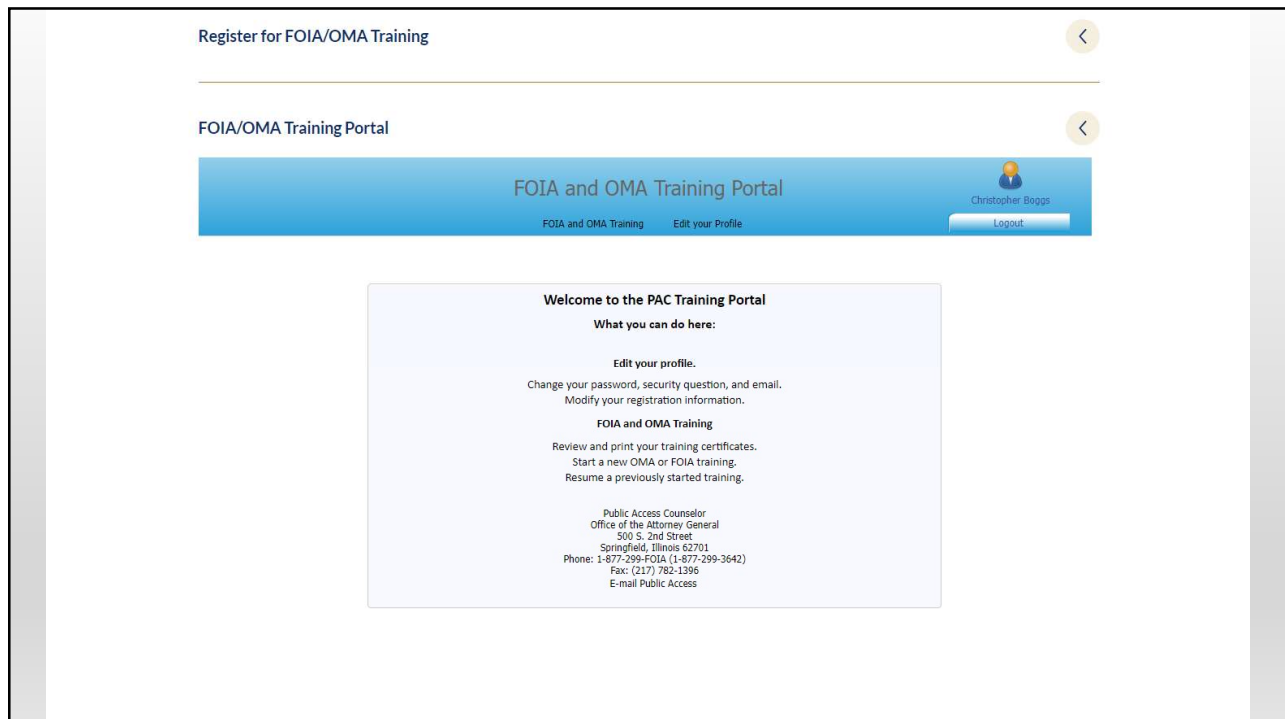 Register for FOIA/OMA Training
FOIA/OMA Training Portal
FOIA and OMA Training Portal
Christopher Boggs
FOIA and OMA Training Edit your Profile
Logout
Welcome to the PAC Training Portal
What you can do here:
Edit your profile.
Change your password, security question, and email.
Modify your registration information.
FOIA and OMA Training
Review and print your training certificates.
Start a new OMA or FOIA training.
Resume a previously started training.
Public Access Counselor
Office of the Attorney General
500 S. 2nd Street
Springfield, Illinois 62701
Phone: 1-877-299-FOIA (1-877-299-3642)
Fax: (217) 782-1396
E-mail Public Access